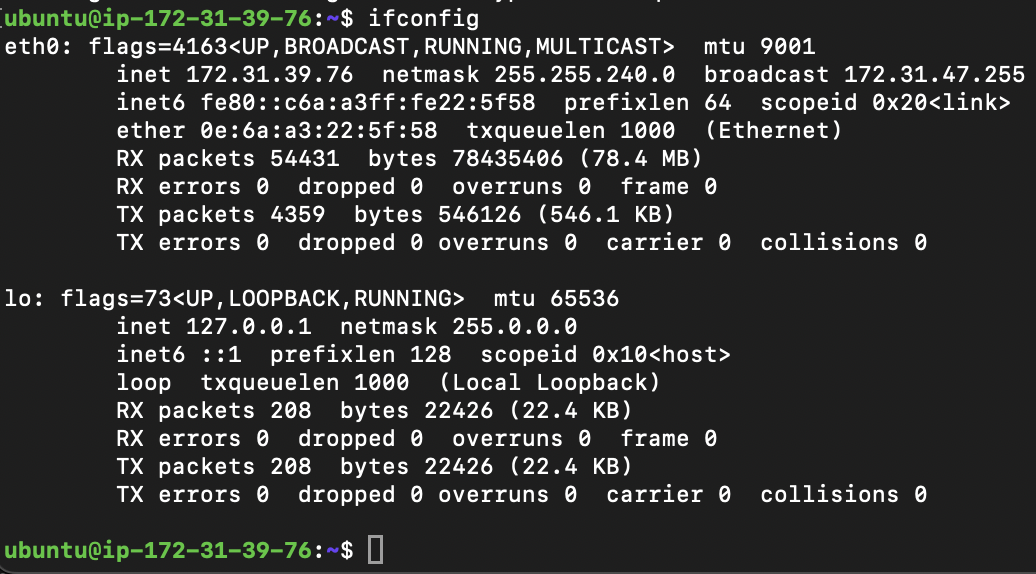 ubuntu@ip-172-31-39-76:~$ ifconfig
eth0: flags=4163<UP,BROADCAST,RUNNING,MULTICAST>  mtu 9001
        inet 172.31.39.76  netmask 255.255.240.0  broadcast 172.31.47.255
        inet6 fe80::c6a:a3ff:fe22:5f58  prefixlen 64  scopeid 0x20<link>
        ether 0e:6a:a3:22:5f:58  txqueuelen 1000  (Ethernet)
        RX packets 54431  bytes 78435406 (78.4 MB)
        RX errors 0  dropped 0  overruns 0  frame 0
        TX packets 4359  bytes 546126 (546.1 KB)
        TX errors 0  dropped 0 overruns 0  carrier 0  collisions 0

lo: flags=73<UP,LOOPBACK,RUNNING>  mtu 65536
        inet 127.0.0.1  netmask 255.0.0.0
        inet6 ::1  prefixlen 128  scopeid 0x10<host>
        loop  txqueuelen 1000  (Local Loopback)
        RX packets 208  bytes 22426 (22.4 KB)
        RX errors 0  dropped 0  overruns 0  frame 0
        TX packets 208  bytes 22426 (22.4 KB)
        TX errors 0  dropped 0 overruns 0  carrier 0  collisions 0

ubuntu@ip-172-31-39-76:~$